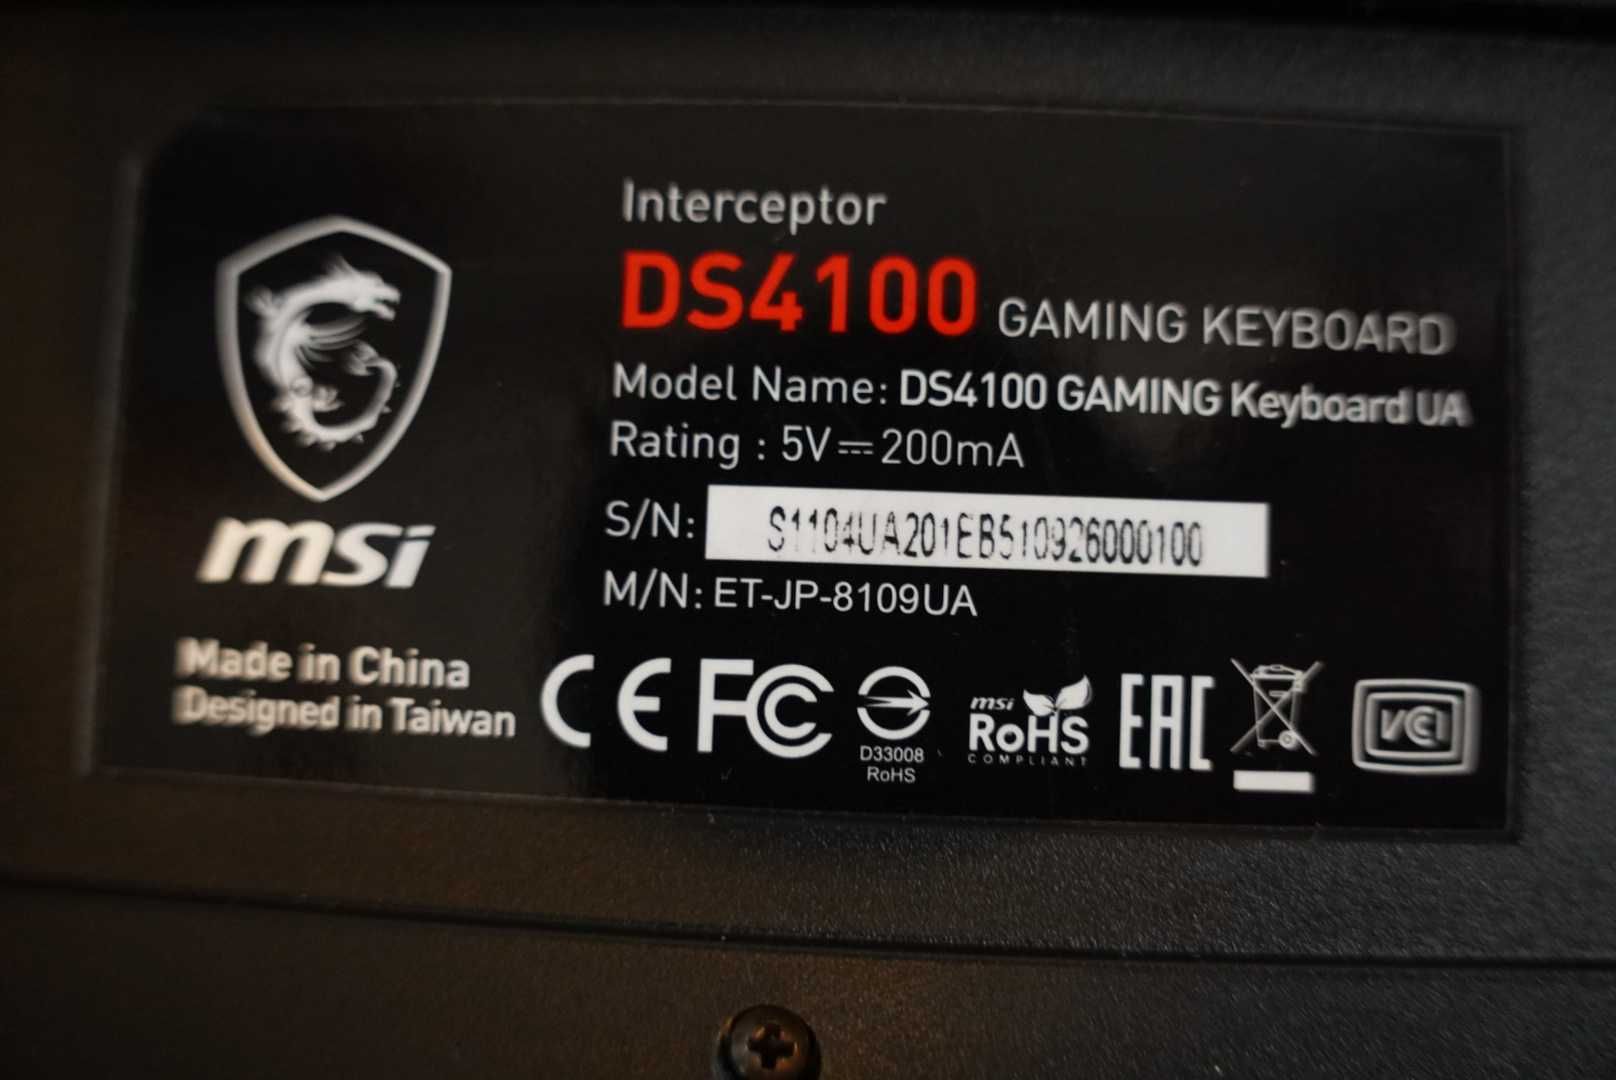 Interceptor
DS4100 GAMING KEYBOARD
Model Name: DS4100 GAMING Keyboard UA
Rating : 5V⎓200mA
S/N: S1104UA201EB510926000100
M/N: ET-JP-8109UA
msi
Made in China
Designed in Taiwan
CE FC
D33008
RoHS
msi
RoHS
COMPLIANT
EAC
VCI